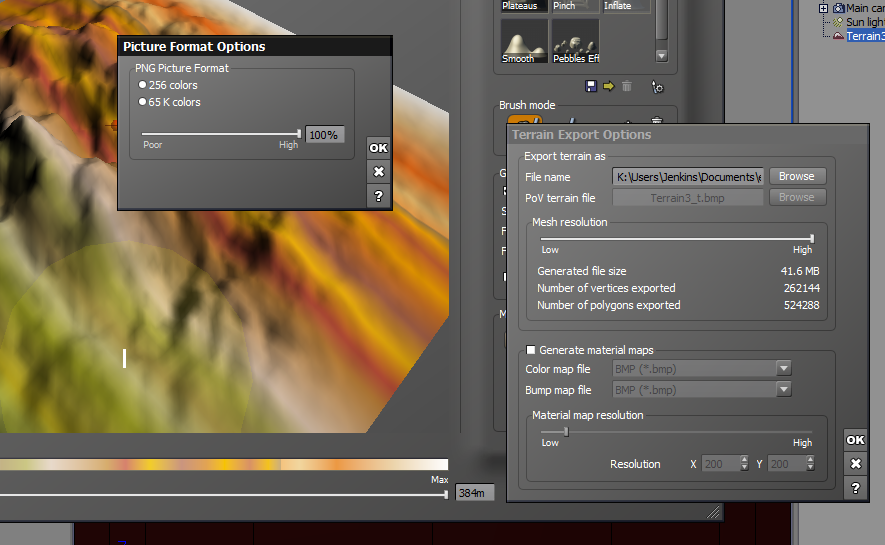 Plateaus Pinch Inflate
Smooth Pebbles Eff
Main car
Sun light
Terrain3
Picture Format Options
PNG Picture Format
256 colors
65 K colors
100%
Poor High
OK
?
Brush mode
Terrain Export Options
Export terrain as
File name K:\Users\Jenkins\Documents\e Browse
PoV terrain file Terrain3_t.bmp Browse
Mesh resolution
Low High
Generated file size 41.6 MB
Number of vertices exported 262144
Number of polygons exported 524288
Generate material maps
Color map file BMP (*.bmp)
Bump map file BMP (*.bmp)
Material map resolution
Low High
Resolution X 200 Y 200
OK
?
Max
384m